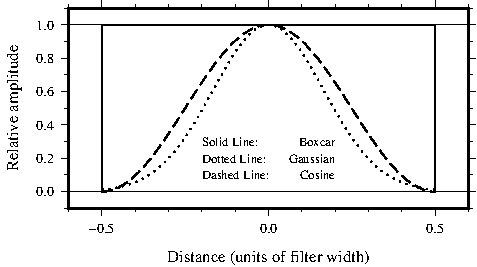 Relative amplitude
1.0
0.8
0.6
0.4
0.2
0.0
Solid Line: Boxcar
Dotted Line: Gaussian
Dashed Line: Cosine
−0.5 0.0 0.5
Distance (units of filter width)